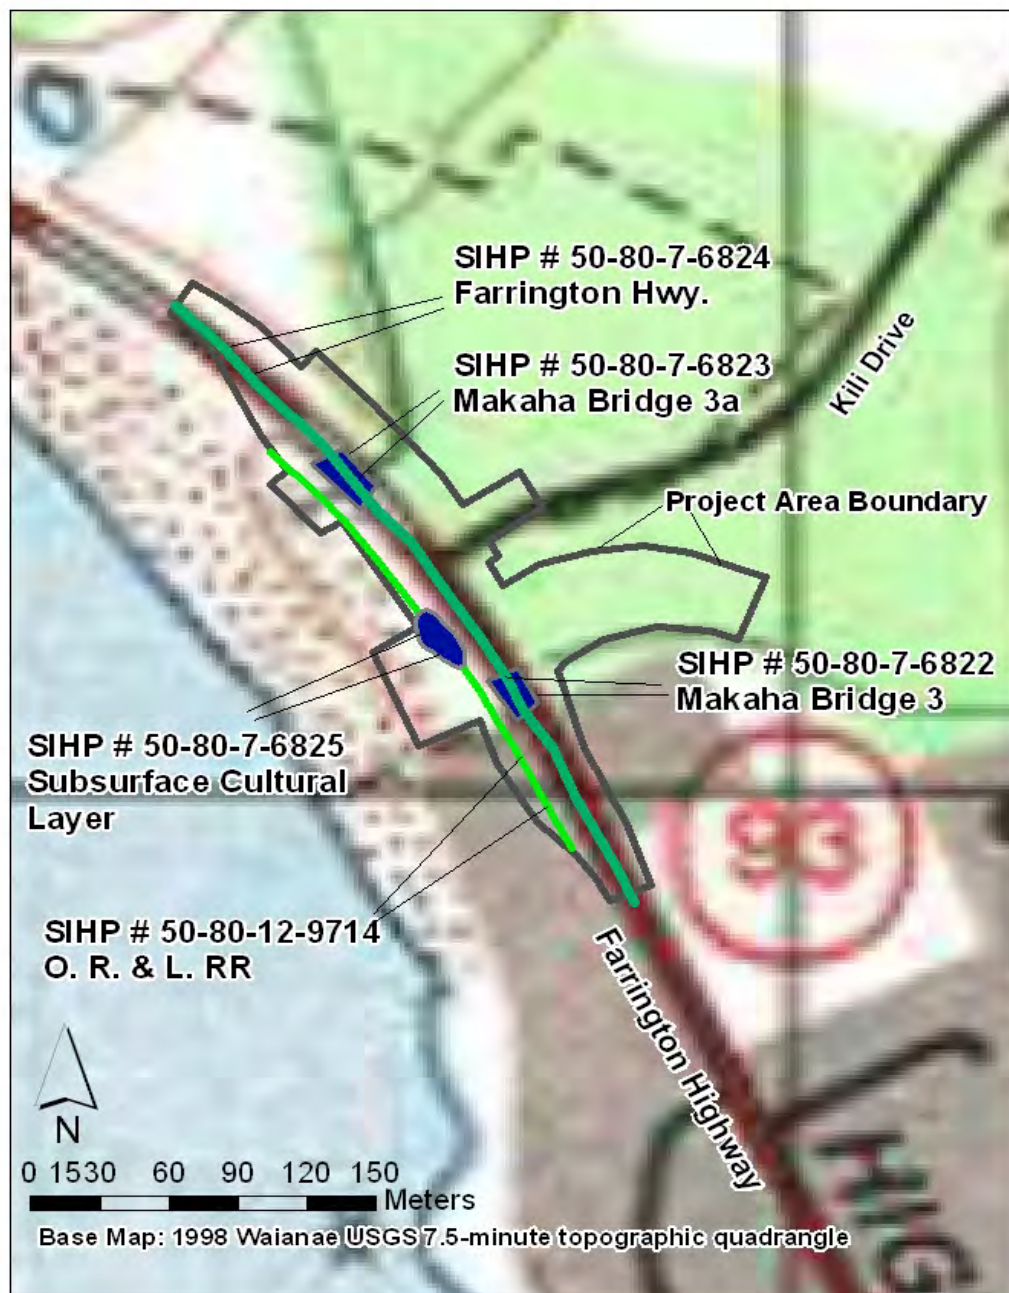 SIHP # 50-80-7-6824
Farrington Hwy.
SIHP # 50-80-7-6823
Makaha Bridge 3a
Kili Drive
Project Area Boundary
SIHP # 50-80-7-6822
Makaha Bridge 3
SIHP # 50-80-7-6825
Subsurface Cultural
Layer
93
SIHP # 50-80-12-9714
O. R. & L. RR
Farrington Highway
HIG
N
0 1530 60 90 120 150
Meters
Base Map: 1998 Waianae USGS 7.5-minute topographic quadrangle